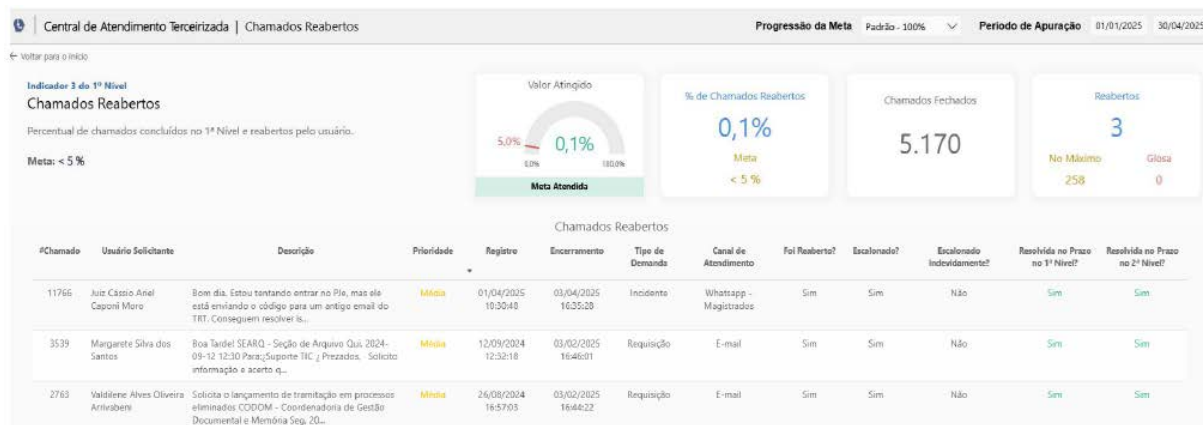 Central de Atendimento Terceirizada | Chamados Reabertos
Progressão da Meta
Padrão - 100%
Período de Apuração
01/01/2025
30/04/2025
← Voltar para o início
Indicador 3 do 1º Nível
Chamados Reabertos
Percentual de chamados concluídos no 1ª Nível e reabertos pelo usuário.
Meta: < 5 %
Valor Atingido
5,0%
0,1%
0,0%
100,0%
Meta Atendida
% de Chamados Reabertos
0,1%
Meta
< 5 %
Chamados Fechados
5.170
Reabertos
3
No Máximo
Glosa
258
0
Chamados Reabertos
#Chamado Usuário Solicitante Descrição Prioridade Registro Encerramento Tipo de Canal de Foi Reaberto? Escalonado? Escalonado Resolvida no Prazo Resolvida no Prazo
Demanda Atendimento Indevidamente? no 1º Nível? no 2º Nível?
11766 Juiz Cássio Ariel Bom dia. Estou tentando entrar no PJe, mas ele Média 01/04/2025 03/04/2025 Incidente Whatsapp - Sim Sim Não Sim Sim
Caponi Moro está enviando o código para um antigo email do 10:30:48 16:35:28 Magistrados
TRT. Conseguem resolver is...
3539 Margarete Silva dos Boa Tarde! SEARQ - Seção de Arquivo Qui, 2024- Média 12/09/2024 03/02/2025 Requisição E-mail Sim Sim Não Sim Sim
Santos 09-12 12:30 Para:¿Suporte TIC ¿ Prezados, Solicito 12:32:18 16:46:01
informação e acerto q...
2763 Valdilene Alves Oliveira Solicita o lançamento de tramitação em processos Média 26/08/2024 03/02/2025 Requisição E-mail Sim Sim Não Sim Sim
Arrivabeni eliminados CODOM - Coordenadoria de Gestão 16:57:03 16:44:22
Documental e Memória Seg, 20...